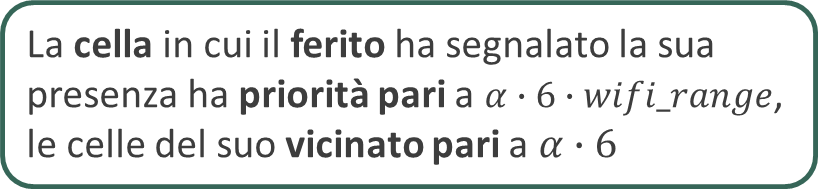 La cella in cui il ferito ha segnalato la sua
presenza ha priorità pari a α · 6 · wifi_range,
le celle del suo vicinato pari a α · 6